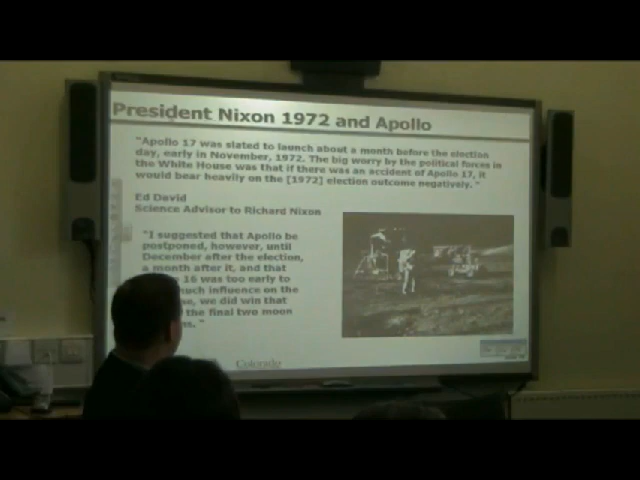 President Nixon 1972 and Apollo
"Apollo 17 was slated to launch about a month before the election
day, early in November, 1972. The big worry by the political forces in
the White House was that if there was an accident of Apollo 17, it
would bear heavily on the [1972] election outcome negatively. "
Ed David
Science Advisor to Richard Nixon
"I suggested that Apollo be
postponed, however, until
December after the election,
a month after it, and that
16 was too early to
much influence on the
we did win that
the final two moon
Colorado